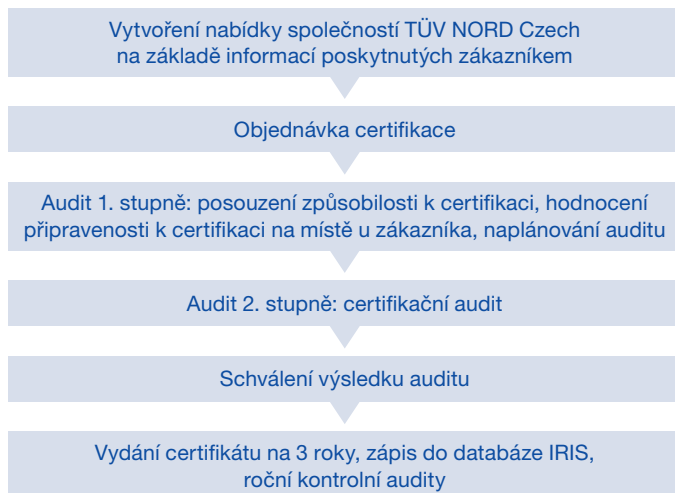 Vytvoření nabídky společností TÜV NORD Czech
na základě informací poskytnutých zákazníkem
Objednávka certifikace
Audit 1. stupně: posouzení způsobilosti k certifikaci, hodnocení
připravenosti k certifikaci na místě u zákazníka, naplánování auditu
Audit 2. stupně: certifikační audit
Schválení výsledku auditu
Vydání certifikátu na 3 roky, zápis do databáze IRIS,
roční kontrolní audity